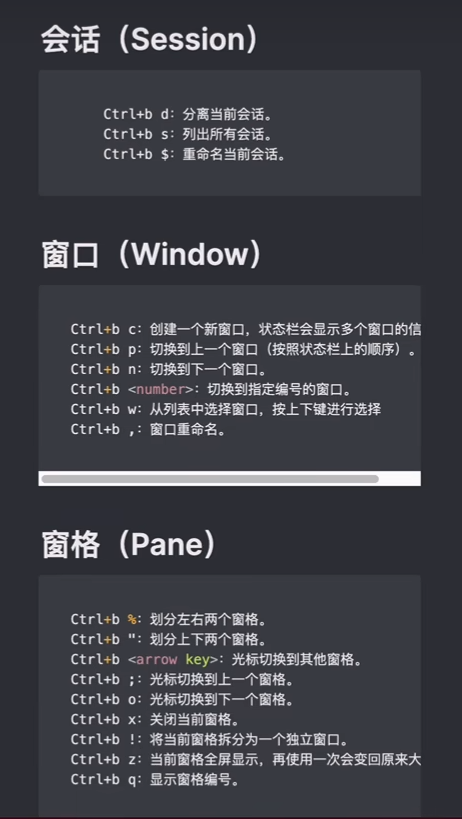 会话（Session）
Ctrl+b d：分离当前会话。
Ctrl+b s：列出所有会话。
Ctrl+b $：重命名当前会话。
窗口（Window）
Ctrl+b c：创建一个新窗口，状态栏会显示多个窗口的信
Ctrl+b p：切换到上一个窗口（按照状态栏上的顺序）。
Ctrl+b n：切换到下一个窗口。
Ctrl+b <number>：切换到指定编号的窗口。
Ctrl+b w：从列表中选择窗口，按上下键进行选择
Ctrl+b ,：窗口重命名。
窗格（Pane）
Ctrl+b %：划分左右两个窗格。
Ctrl+b "：划分上下两个窗格。
Ctrl+b <arrow key>：光标切换到其他窗格。
Ctrl+b ;：光标切换到上一个窗格。
Ctrl+b o：光标切换到下一个窗格。
Ctrl+b x：关闭当前窗格。
Ctrl+b !：将当前窗格拆分为一个独立窗口。
Ctrl+b z：当前窗格全屏显示，再使用一次会变回原来大
Ctrl+b q：显示窗格编号。